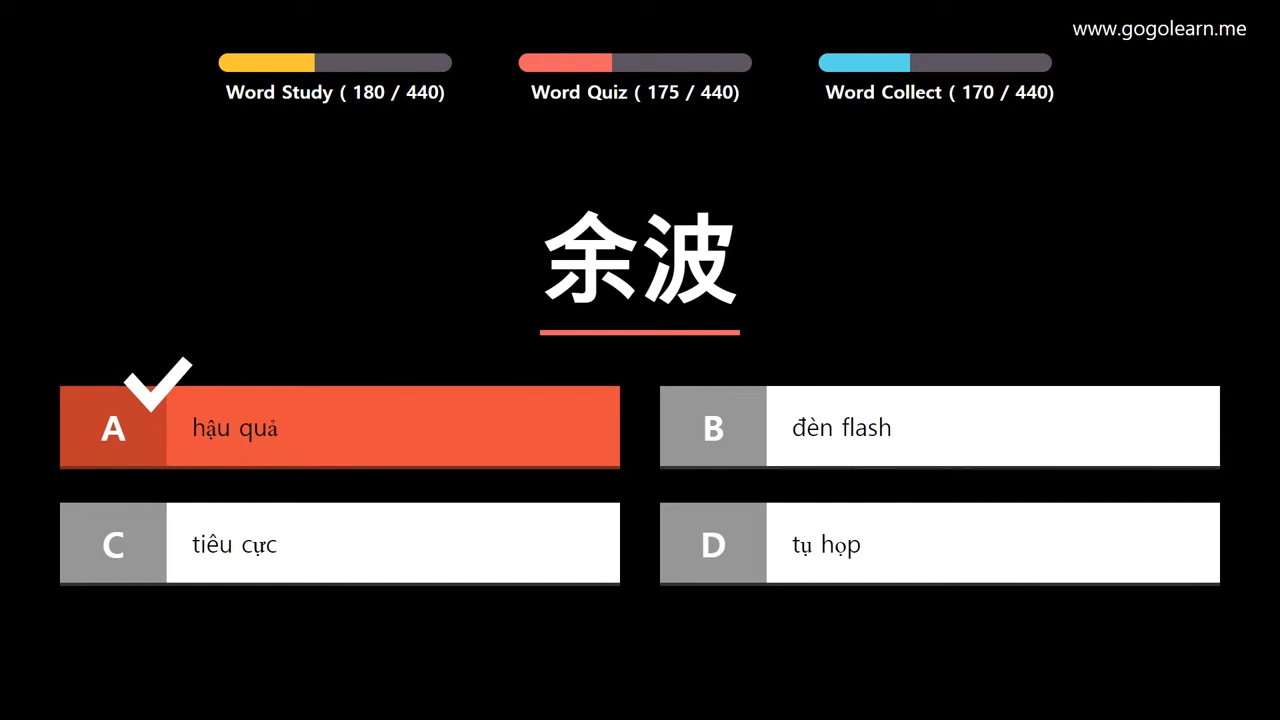 www.gogolearn.me
Word Study ( 180 / 440)
Word Quiz ( 175 / 440)
Word Collect ( 170 / 440)
余波
A hậu quả
B đèn flash
C tiêu cực
D tụ họp